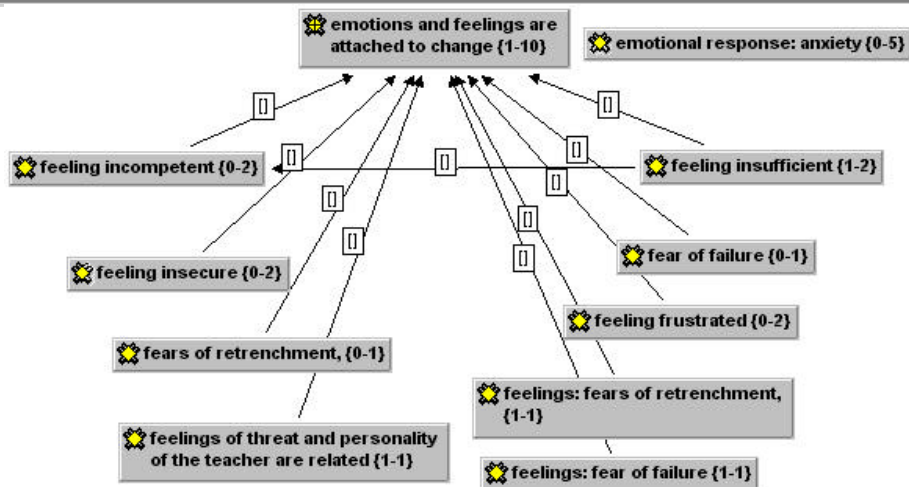 emotions and feelings are
attached to change {1-10}
emotional response: anxiety {0-5}
[]
[]
feeling incompetent {0-2}
[]
[]
[]
feeling insufficient {1-2}
[]
[]
[]
[]
[]
feeling insecure {0-2}
fear of failure {0-1}
feeling frustrated {0-2}
fears of retrenchment, {0-1}
feelings: fears of retrenchment,
{1-1}
feelings of threat and personality
of the teacher are related {1-1}
feelings: fear of failure {1-1}